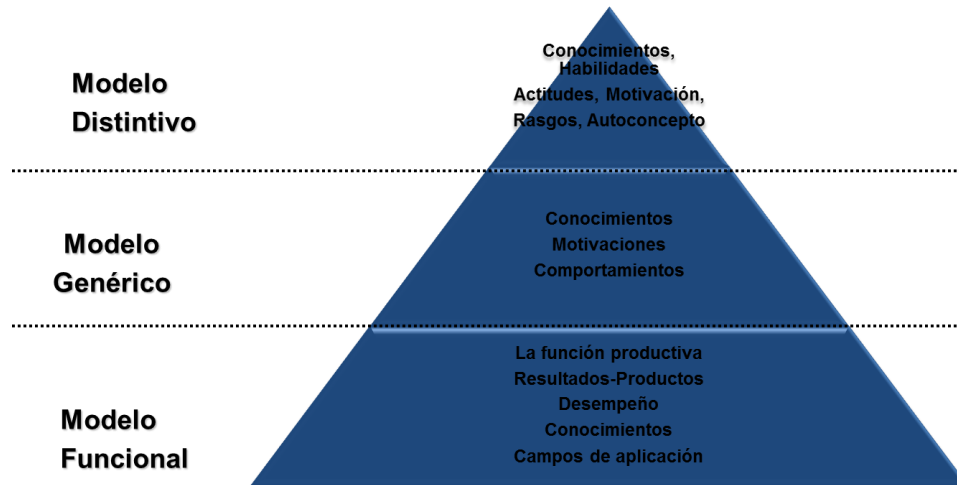 Modelo
Distintivo
Conocimientos,
Habilidades
Actitudes, Motivación,
Rasgos, Autoconcepto
Modelo
Genérico
Conocimientos
Motivaciones
Comportamientos
Modelo
Funcional
La función productiva
Resultados-Productos
Desempeño
Conocimientos
Campos de aplicación